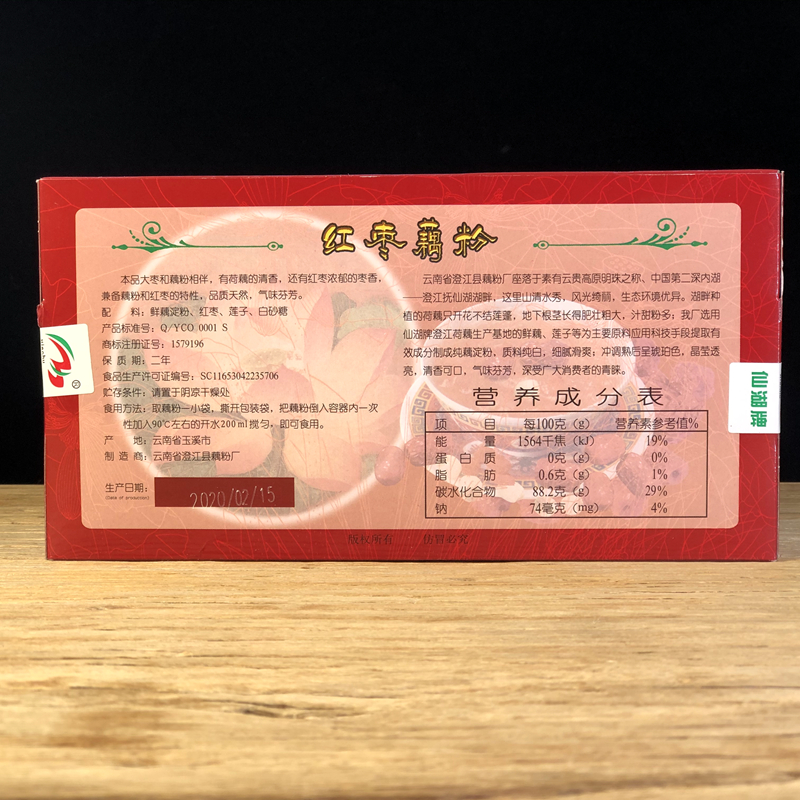 红枣藕粉
本品大枣和藕粉相伴，有荷藕的清香，还有红枣浓郁的枣香，
兼备藕粉和红枣的特性，品质天然，气味芬芳。
配 料：鲜藕淀粉、红枣、莲子、白砂糖
产品标准号：Q/YCO 0001 S
商标注册证号：1579196
保质期：二年
食品生产许可证编号：SC11653042235706
贮存条件：请置于阴凉干燥处
食用方法：取藕粉一小袋，撕开包装袋，把藕粉倒入容器内一次
性加入90℃左右的开水200ml搅匀，即可食用。
产 地：云南省玉溪市
制造商：云南省澄江县藕粉厂
生产日期：
(Date of production)
2020/02/15
云南省澄江县藕粉厂座落于素有云贵高原明珠之称、中国第二深内湖
——澄江抚仙湖湖畔，这里山清水秀，风光绮丽，生态环境优异。湖畔种
植的荷藕只开花不结莲蓬，地下根茎长得肥壮粗大，汁甜粉多；我厂选用
仙湖牌澄江荷藕生产基地的鲜藕、莲子等为主要原料应用科技手段提取有
效成分制成纯藕淀粉，质料纯白，细腻滑爽；冲调熟后呈琥珀色，晶莹透
亮，清香可口，气味芬芳，深受广大消费者的青睐。
营养成分表
项 目 每100克（g） 营养素参考值%
能 量 1564千焦（kJ） 19%
蛋白质 0克（g） 0%
脂 肪 0.6克（g） 1%
碳水化合物 88.2克（g） 29%
钠 74毫克（mg） 4%
版权所有 仿冒必究
仙湖牌
®